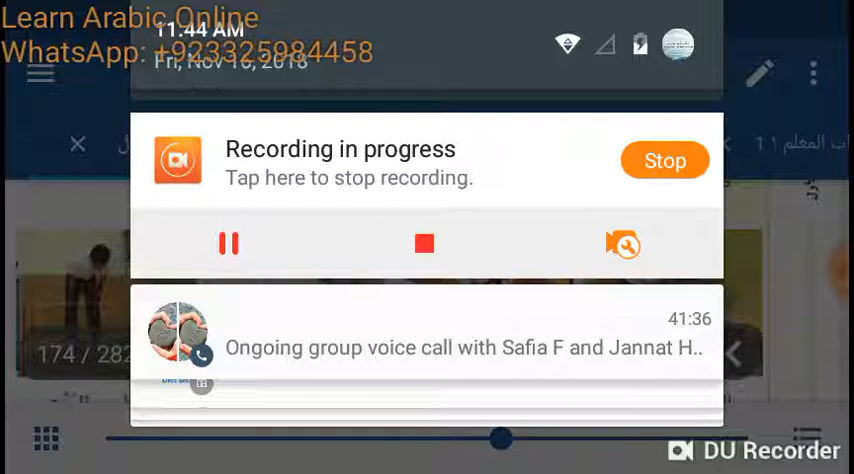 Learn Arabic Online
11:44 AM
WhatsApp: +923325984458
Fri, Nov 16, 2018
Recording in progress
Stop
Tap here to stop recording.
41:36
Ongoing group voice call with Safia F and Jannat H..
174 / 282
DU Recorder